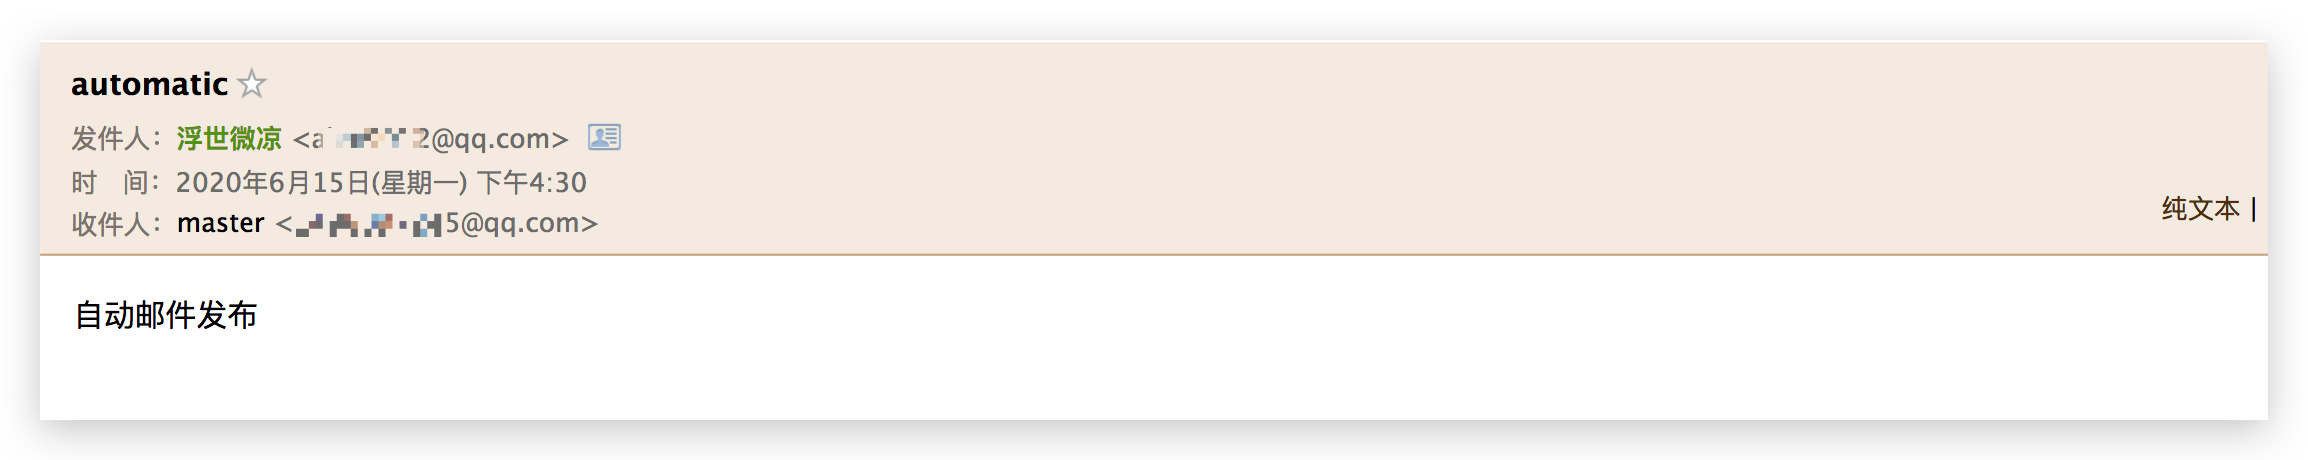 automatic
发件人：浮世微凉 <a 2@qq.com>
时 间：2020年6月15日(星期一) 下午4:30
收件人：master < 5@qq.com>
纯文本 |
自动邮件发布